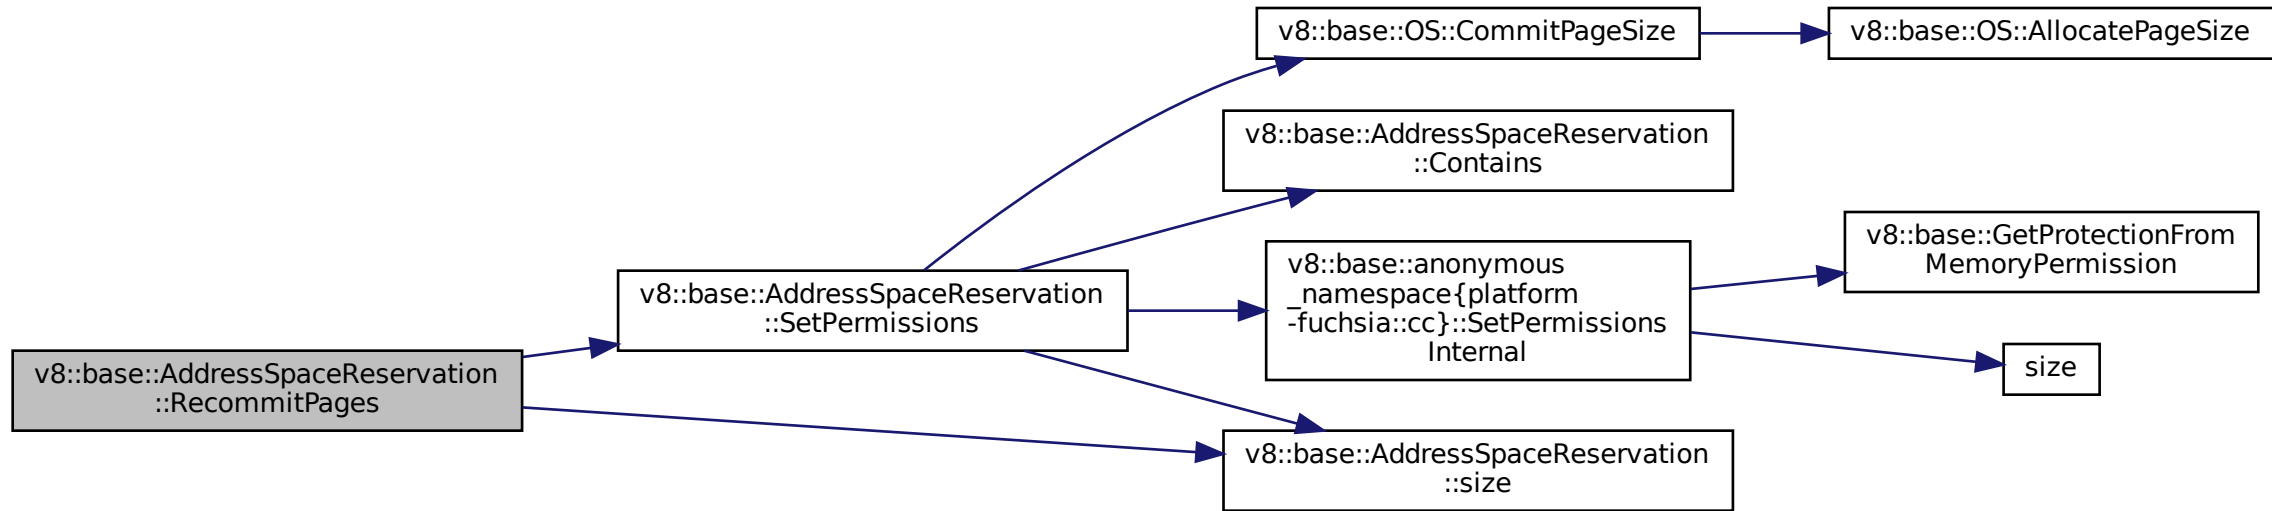 v8::base::OS::CommitPageSize
v8::base::OS::AllocatePageSize
v8::base::AddressSpaceReservation
::Contains
v8::base::GetProtectionFrom
MemoryPermission
v8::base::anonymous
_namespace{platform
-fuchsia::cc}::SetPermissions
Internal
v8::base::AddressSpaceReservation
::SetPermissions
size
v8::base::AddressSpaceReservation
::RecommitPages
v8::base::AddressSpaceReservation
::size